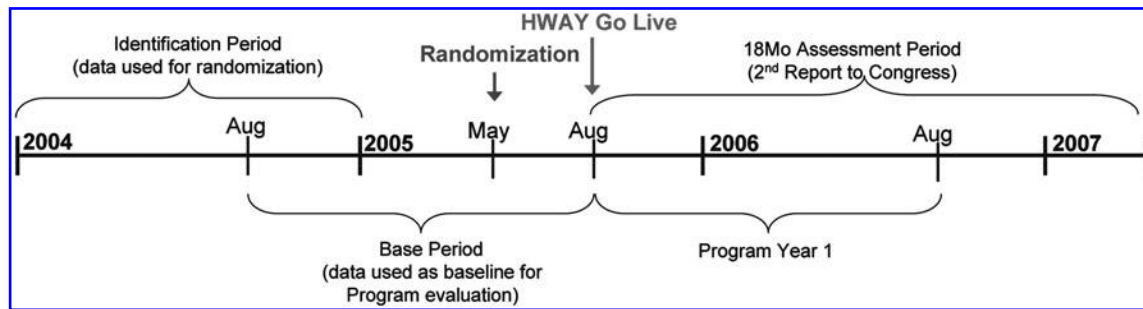 HWAY Go Live
Identification Period
(data used for randomization)
Randomization
18Mo Assessment Period
(2nd Report to Congress)
2004
Aug
2005
May
Aug
2006
Aug
2007
Base Period
(data used as baseline for
Program evaluation)
Program Year 1